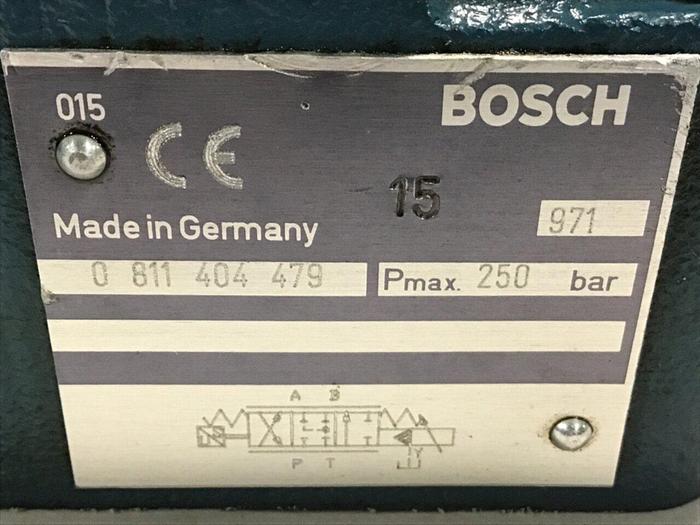 015
BOSCH
CE
15
Made in Germany
971
0 811 404 479
Pmax. 250 bar
A B
P T
Y